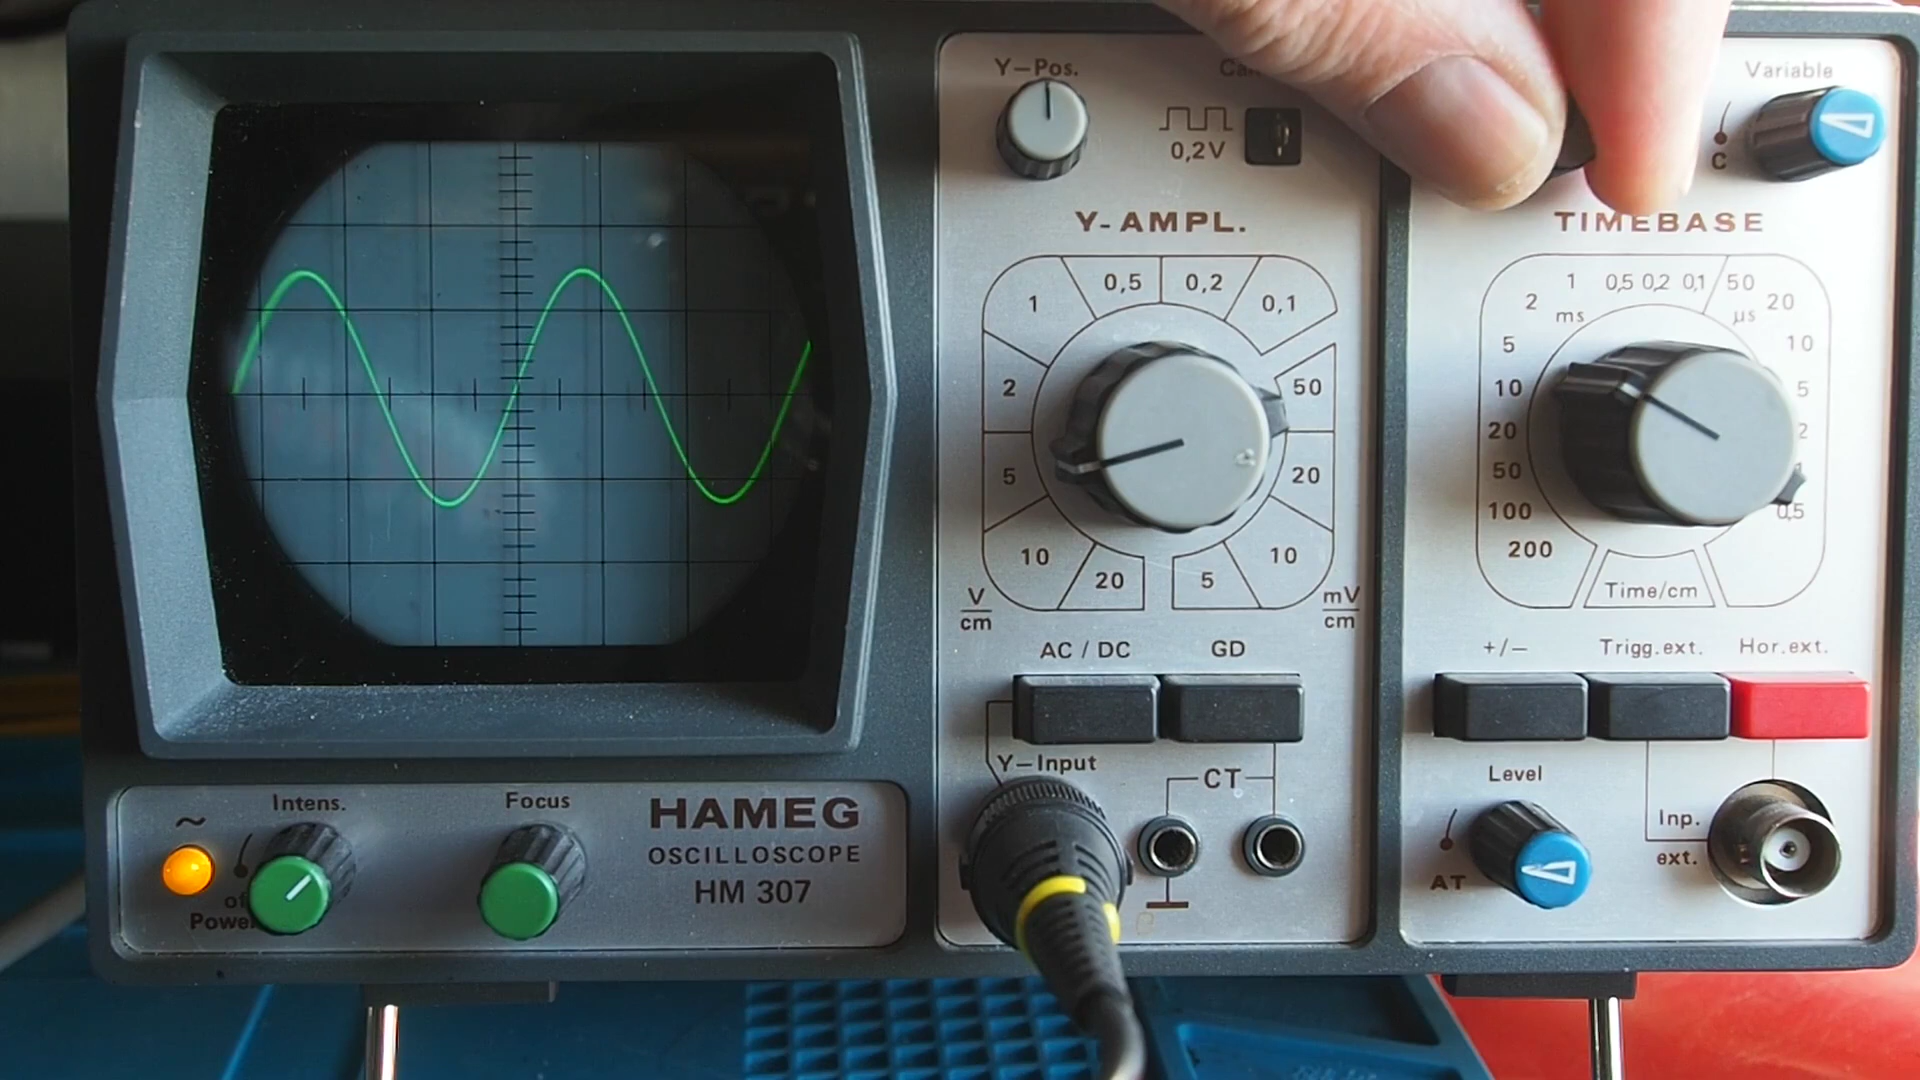 Y-Pos.
0,2V
Variable
C
Y-AMPL.
TIMEBASE
1
0,5
0,2
0,1
2
50
5
20
10
20
5
10
V
cm
mV
cm
2
1
ms
0,5 0,2 0,1
50
µs
20
5
10
10
5
20
2
50
1
100
0,5
200
Time/cm
AC / DC
GD
+/-
Trigg.ext.
Hor.ext.
Y-Input
CT
Level
AT
Inp.
ext.
~
Intens.
Focus
HAMEG
OSCILLOSCOPE
HM 307